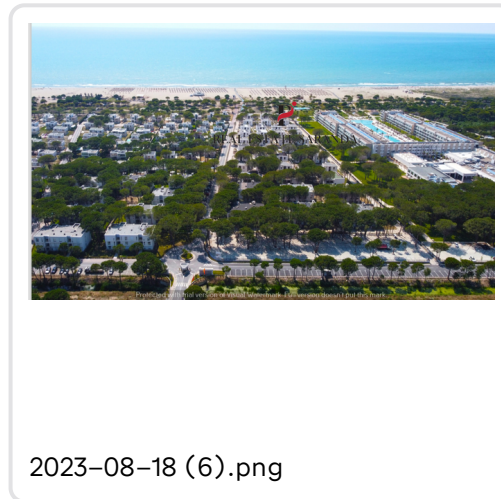 Protected with trial version of Visual Watermark. Full version doesn't put this mark.
2023-08-18 (6).png